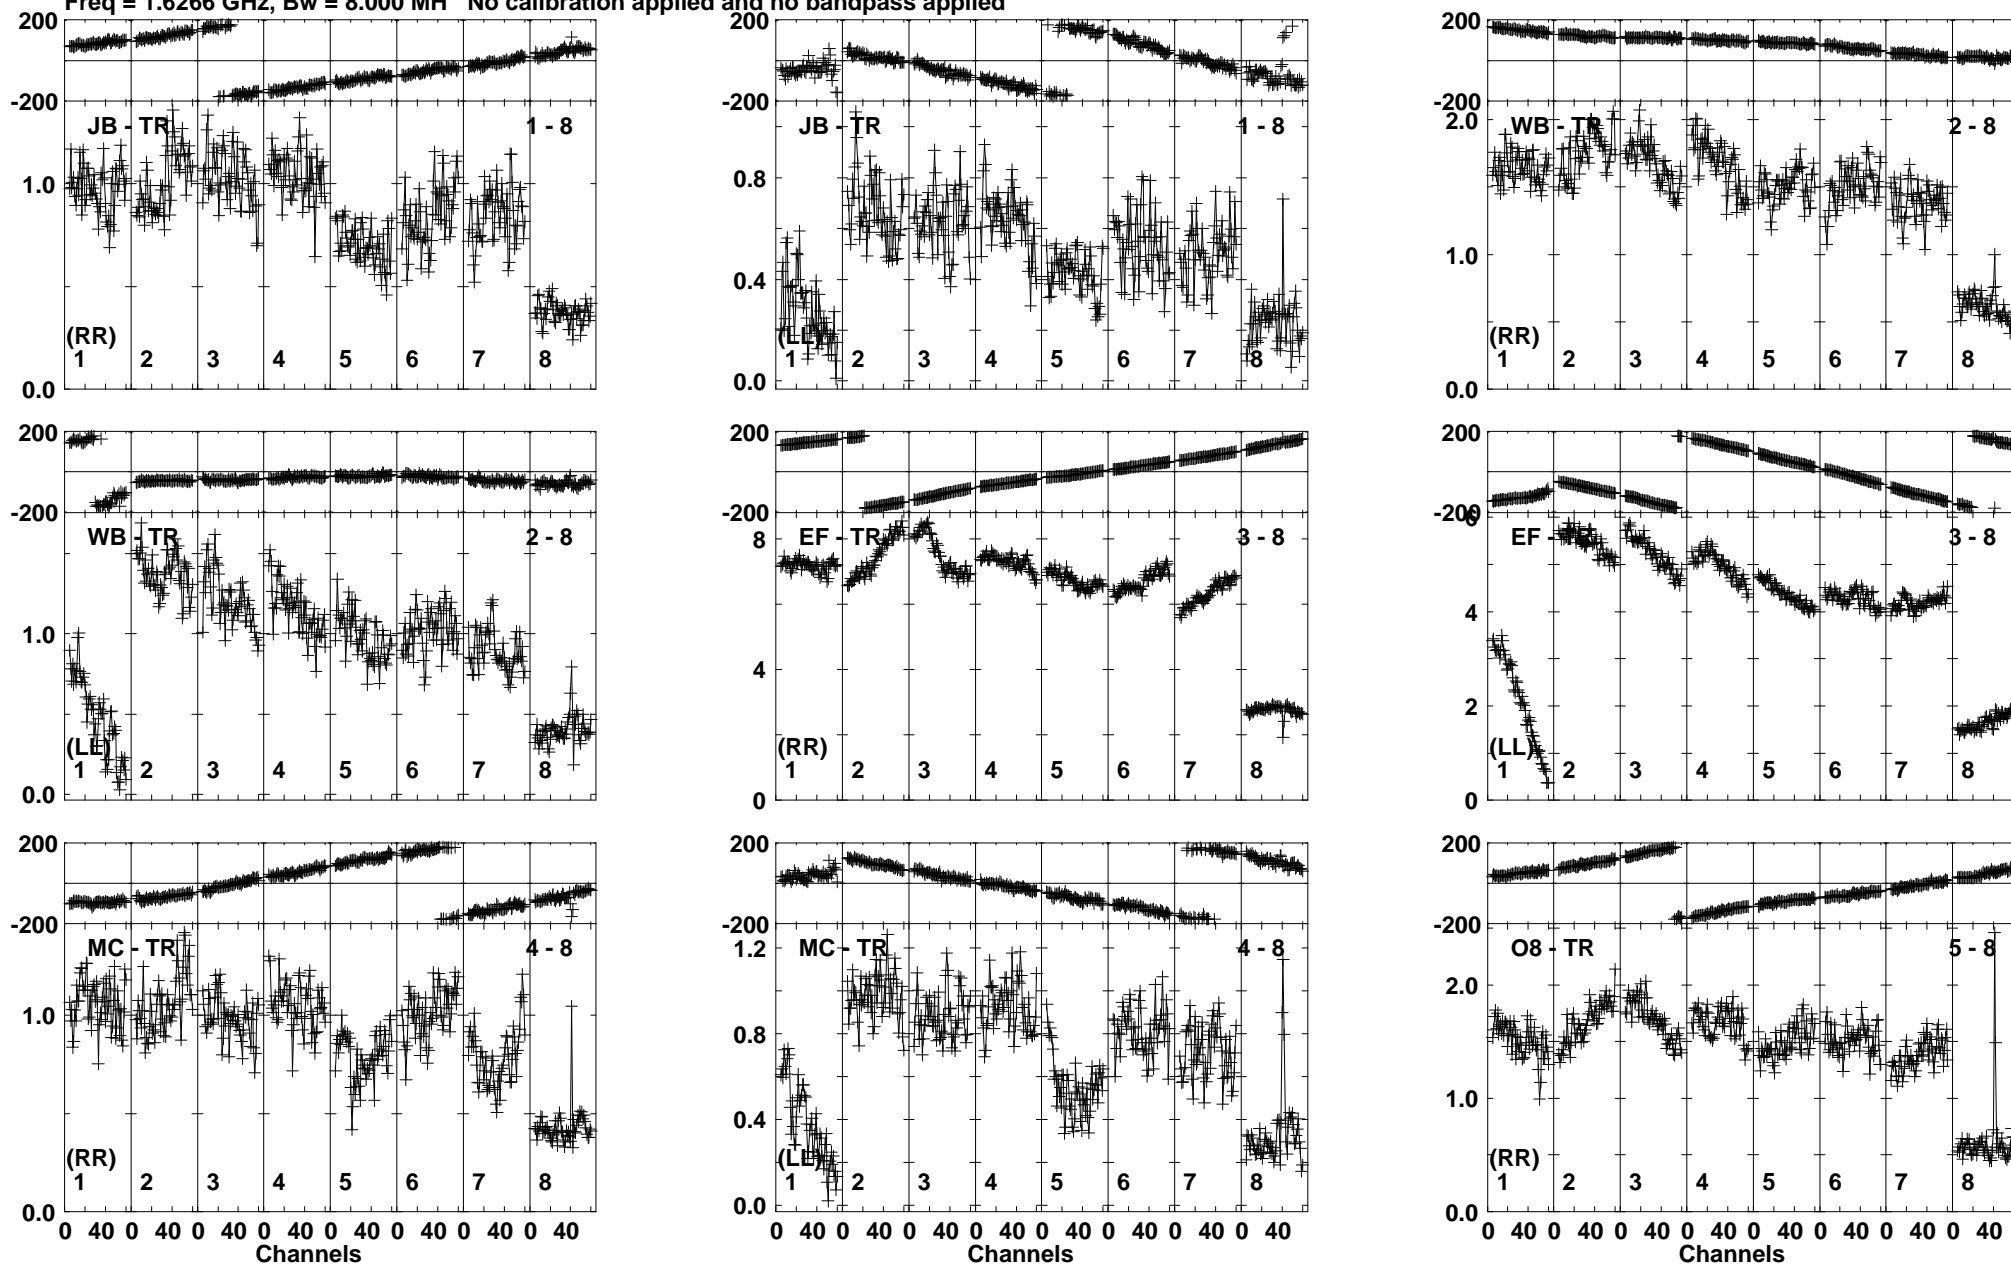 Freq = 1.6266 GHz, Bw = 8.000 MH No calibration applied and no bandpass applied
200
-200
JB - TR
1 - 8
1.0
0.0
(RR)
1 2 3 4 5 6 7 8
200
-200
JB - TR
1 - 8
0.8
0.4
0.0
(LL)
1 2 3 4 5 6 7 8
200
-200
WB - TR
2 - 8
2.0
1.0
0.0
(RR)
1 2 3 4 5 6 7 8
200
-200
WB - TR
2 - 8
1.0
0.0
(LL)
1 2 3 4 5 6 7 8
200
-200
EF - TR
3 - 8
8
4
0
(RR)
1 2 3 4 5 6 7 8
200
-200
EF - TR
3 - 8
6
4
2
0
(LL)
1 2 3 4 5 6 7 8
200
-200
MC - TR
4 - 8
1.0
0.0
(RR)
1 2 3 4 5 6 7 8
0 40 0 40 0 40 0 40 0 40 0 40 0 40 0 40
Channels
200
-200
MC - TR
4 - 8
1.2
0.8
0.4
0.0
(LL)
1 2 3 4 5 6 7 8
0 40 0 40 0 40 0 40 0 40 0 40 0 40 0 40
Channels
200
-200
O8 - TR
5 - 8
2.0
1.0
0.0
(RR)
1 2 3 4 5 6 7 8
0 40 0 40 0 40 0 40 0 40 0 40 0 40 0 40
Channels